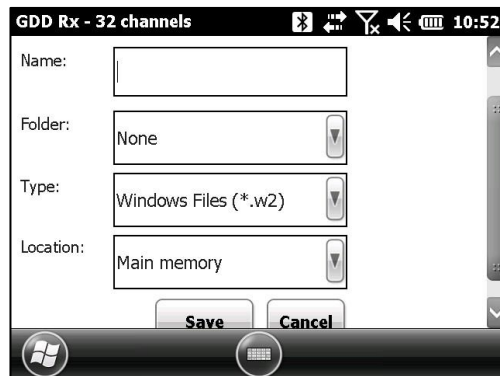 GDD Rx - 32 channels 10:52
Name:
Folder: None
Type: Windows Files (*.w2)
Location: Main memory
Save Cancel